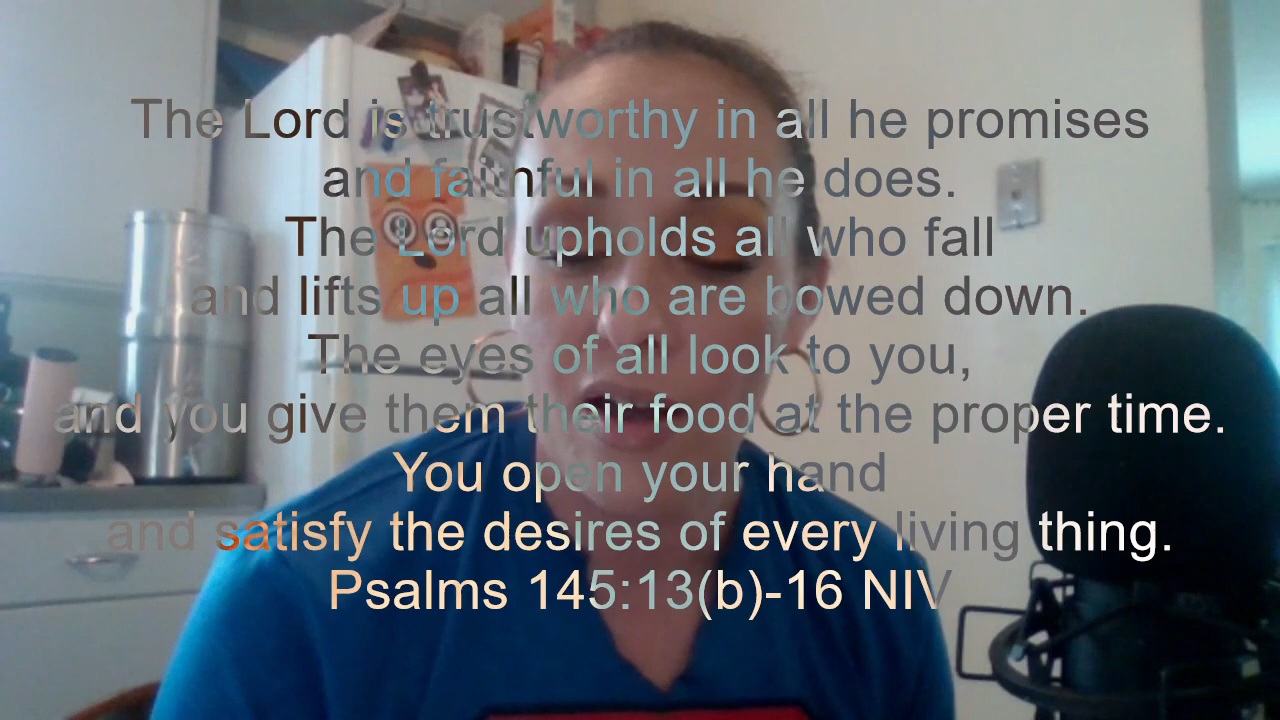 The Lord is trustworthy in all he promises
and faithful in all he does.
The Lord upholds all who fall
and lifts up all who are bowed down.
The eyes of all look to you,
and you give them their food at the proper time.
You open your hand
and satisfy the desires of every living thing.
Psalms 145:13(b)-16 NIV